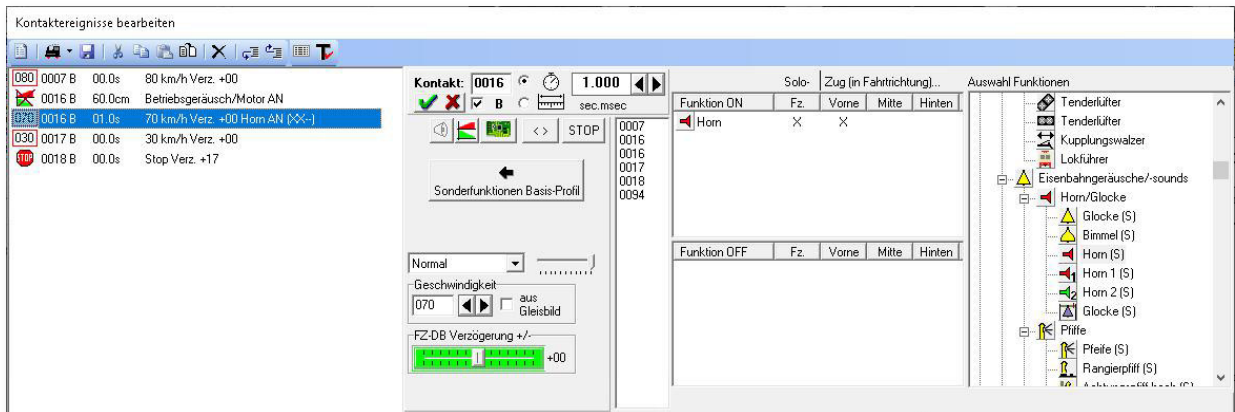 Kontaktereignisse bearbeiten
080 0007 B 00.0s 80 km/h Verz. +00
0016 B 60.0cm Betriebsgeräusch/Motor AN
070 0016 B 01.0s 70 km/h Verz. +00 Horn AN (XX--)
030 0017 B 00.0s 30 km/h Verz. +00
STOP 0018 B 00.0s Stop Verz. +17
Kontakt: 0016 1.000
B sec.msec
< > STOP
Sonderfunktionen Basis-Profil
Normal
Geschwindigkeit
070 aus Gleisbild
FZ-DB Verzögerung +/-
+00
0007
0016
0016
0017
0018
0094
Solo- Zug (in Fahrtrichtung)...
Funktion ON Fz. Vorne Mitte Hinten
Horn X X
Funktion OFF Fz. Vorne Mitte Hinten
Auswahl Funktionen
Tenderlüfter
Tenderlüfter
Kupplungswalzer
Lokführer
Eisenbahngeräusche/-sounds
Horn/Glocke
Glocke (S)
Bimmel (S)
Horn (S)
1 Horn 1 (S)
2 Horn 2 (S)
Glocke (S)
Pfiffe
Pfeife (S)
Rangierpfiff (S)